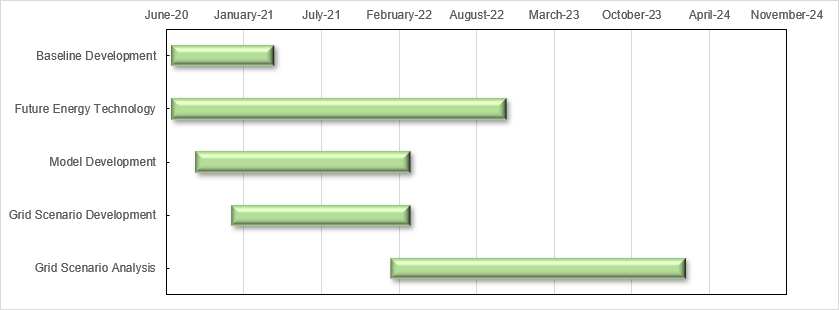 June-20 January-21 July-21 February-22 August-22 March-23 October-23 April-24 November-24
Baseline Development
Future Energy Technology
Model Development
Grid Scenario Development
Grid Scenario Analysis